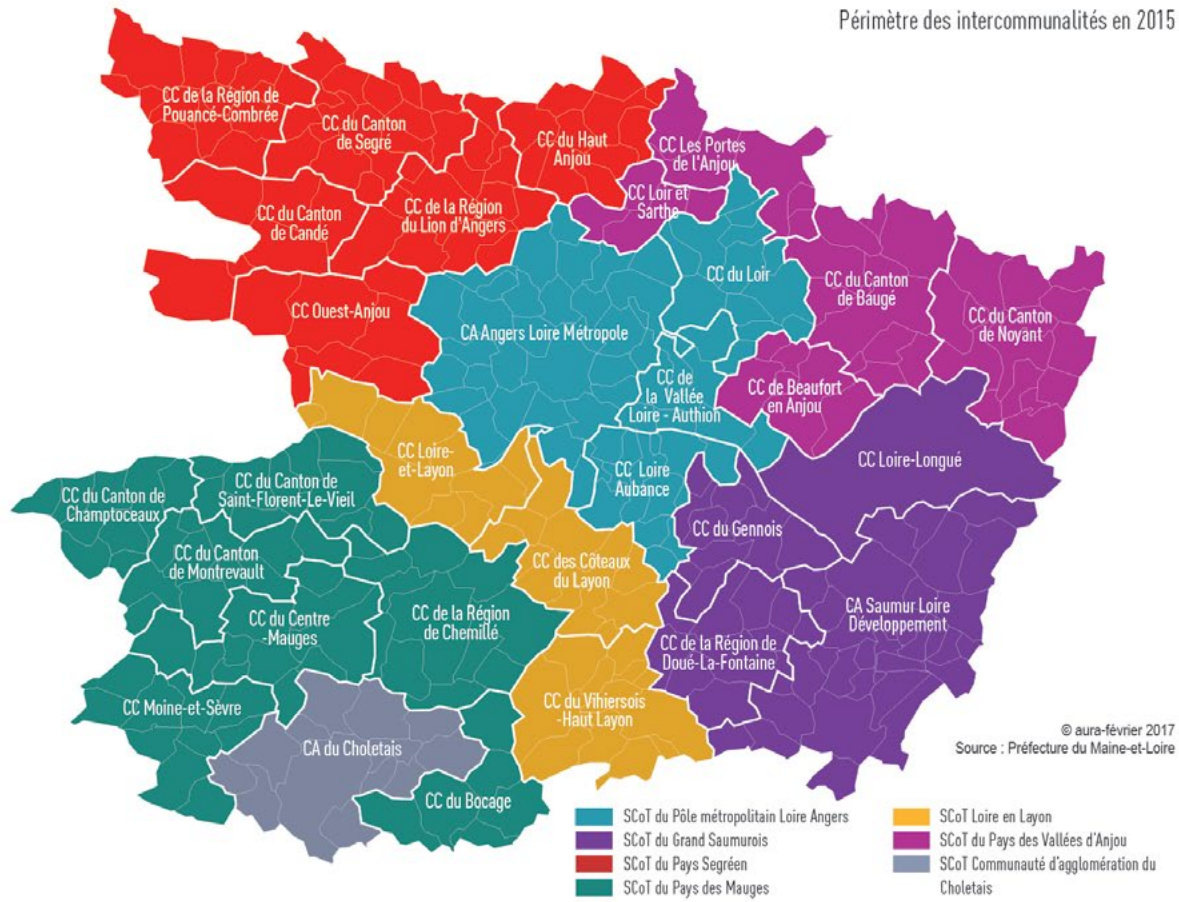 Périmètre des intercommunalités en 2015
CC de la Région de
Pouancé-Combrée
CC du Canton
de Segré
CC du Haut
Anjou
CC Les Portes
de l'Anjou
CC Loir et
Sarthe
CC du Canton
de Candé
CC de la Région
du Lion d'Angers
CC du Loir
CC du Canton
de Baugé
CC du Canton
de Noyant
CC Ouest-Anjou
CA Angers Loire Métropole
CC de
la Vallée
Loire - Authion
CC de Beaufort
en Anjou
CC Loire-
et-Layon
CC Loire
Aubance
CC Loire-Longué
CC du Canton de
Champtoceaux
CC du Canton de
Saint-Florent-Le-Vieil
CC du Gennois
CC du Canton
de Montrevault
CC des Côteaux
du Layon
CC du Centre
-Mauges
CC de la Région
de Chemillé
CA Saumur Loire
Développement
CC de la Région de
Doué-La-Fontaine
CC Moine-et-Sèvre
CC du Vihiersois
-Haut Layon
CA du Choletais
CC du Bocage
© aura-février 2017
Source : Préfecture du Maine-et-Loire
SCoT du Pôle métropolitain Loire Angers
SCoT du Grand Saumurois
SCoT du Pays Segréen
SCoT du Pays des Mauges
SCoT Loire en Layon
SCoT du Pays des Vallées d'Anjou
SCoT Communauté d'agglomération du
Choletais